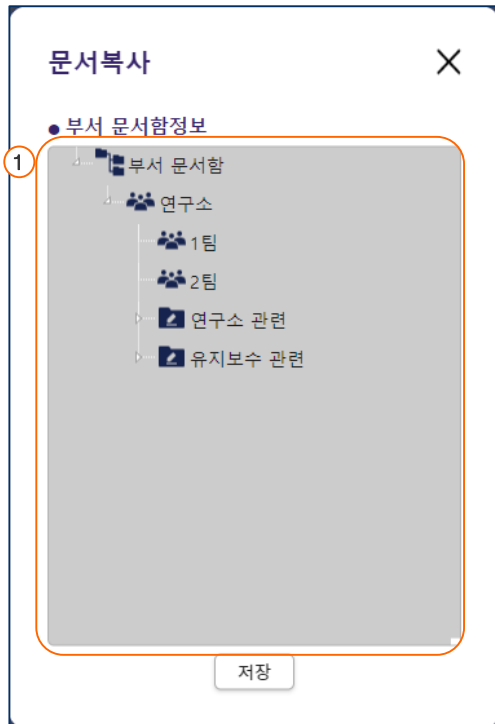 문서복사
부서 문서함정보
1
부서 문서함
연구소
1팀
2팀
연구소 관련
유지보수 관련
저장